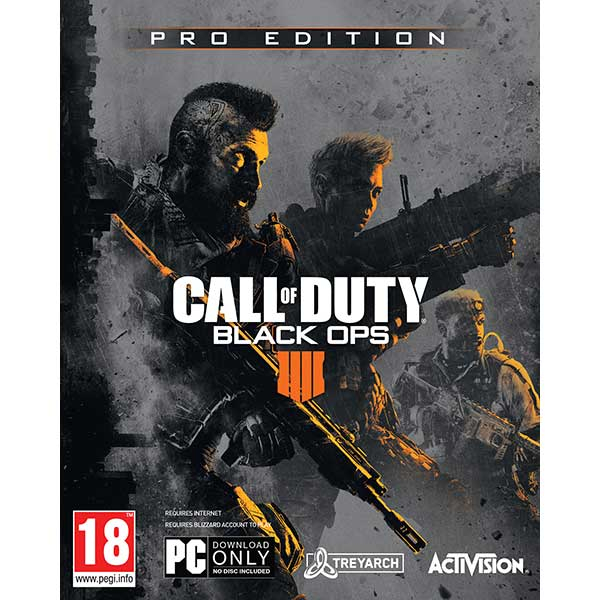 PRO EDITION
CALL OF DUTY®
BLACK OPS
IIII
REQUIRES INTERNET
REQUIRES BLIZZARD ACCOUNT TO PLAY
18
www.pegi.info
PC DOWNLOAD ONLY
NO DISC INCLUDED
TREYARCH
ACTIVISION